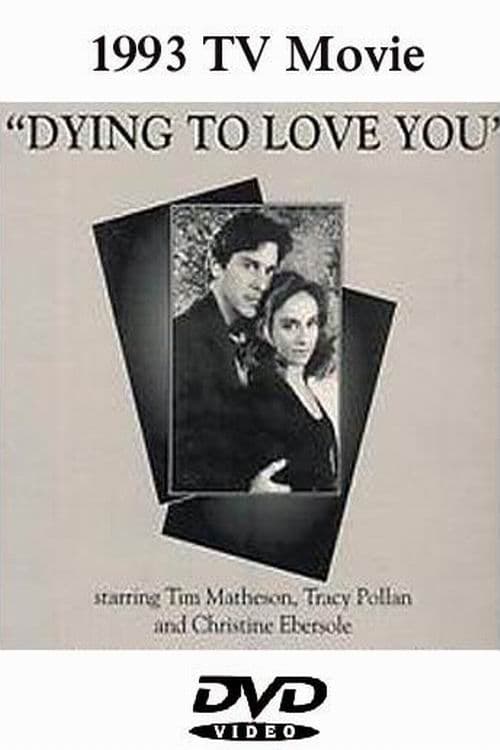 1993 TV Movie
“DYING TO LOVE YOU”
starring Tim Matheson, Tracy Pollan
and Christine Ebersole
DVD
VIDEO